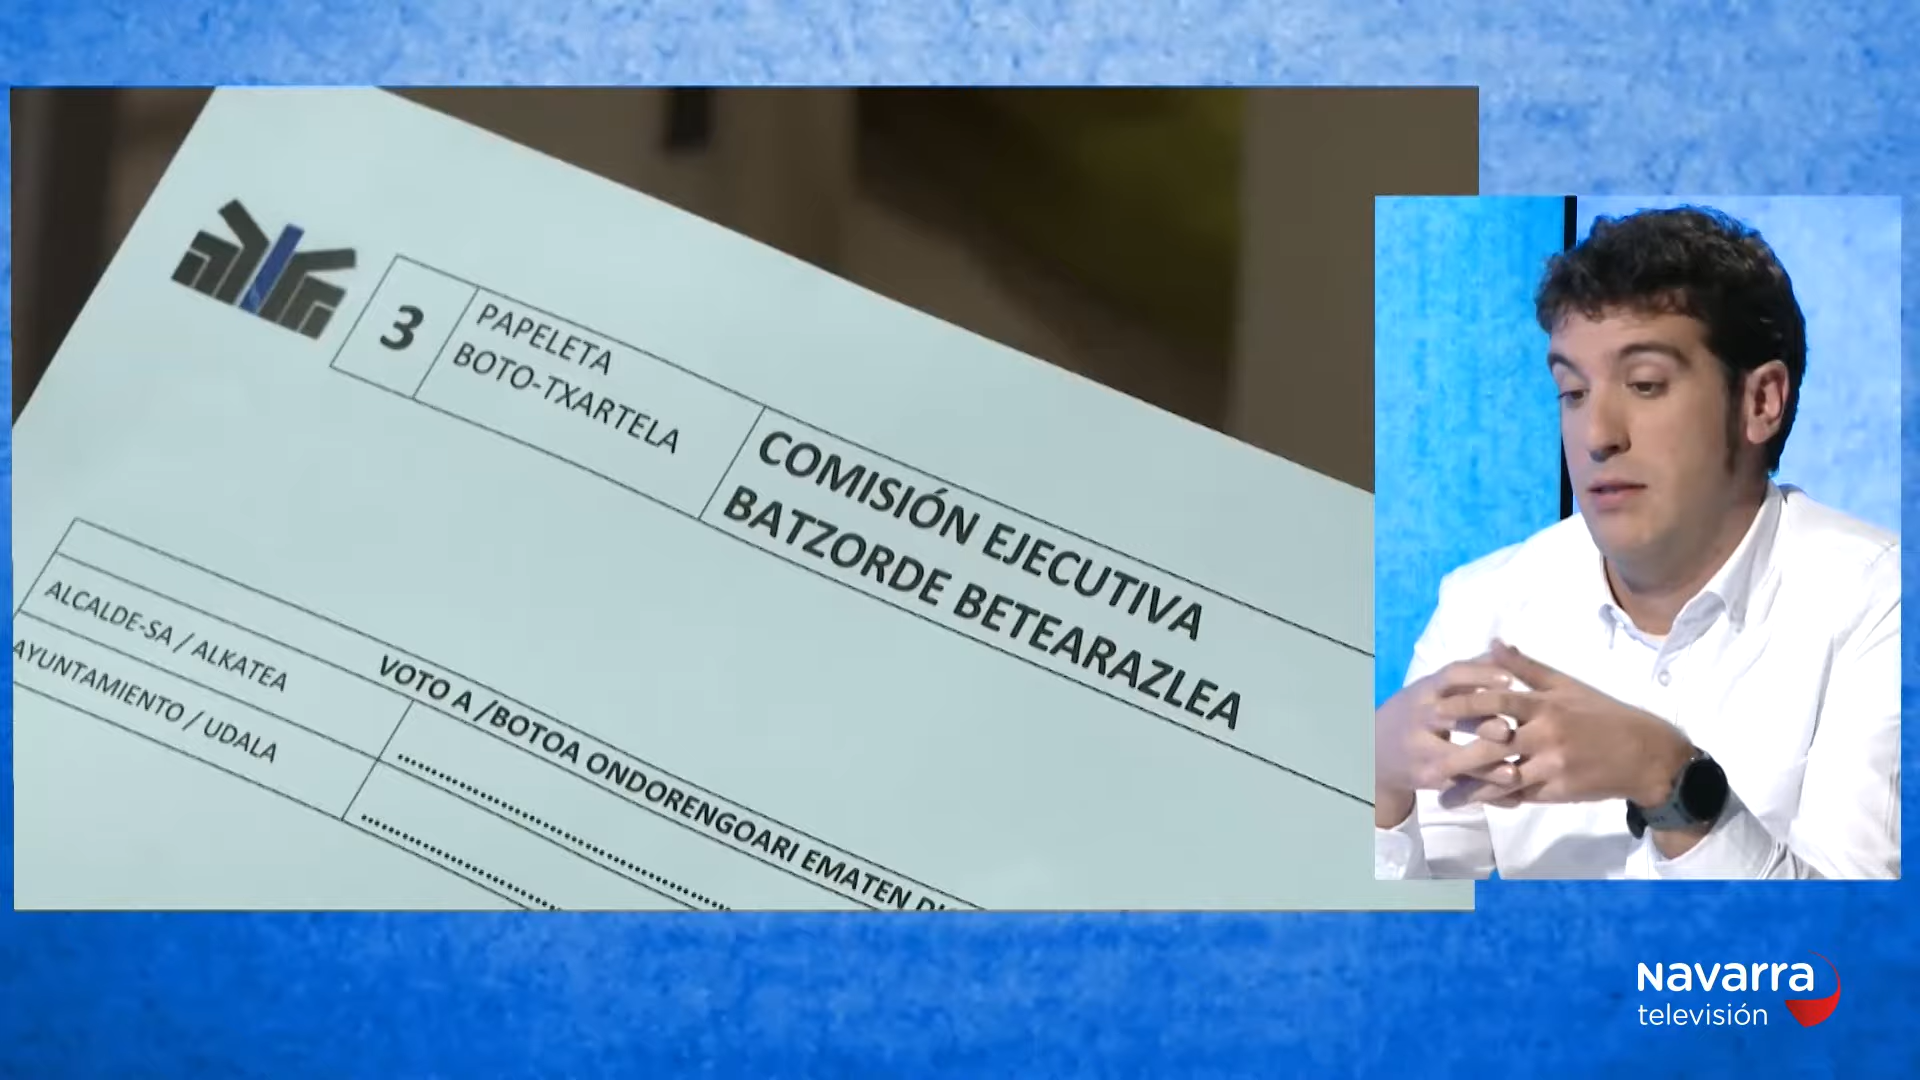 3
PAPELETA
BOTO-TXARTELA
COMISIÓN EJECUTIVA
BATZORDE BETEARAZLEA
VOTO A /BOTOA ONDORENGOARI EMATEN
ALCALDE-SA / ALKATEA
AYUNTAMIENTO / UDALA
Navarra
televisión